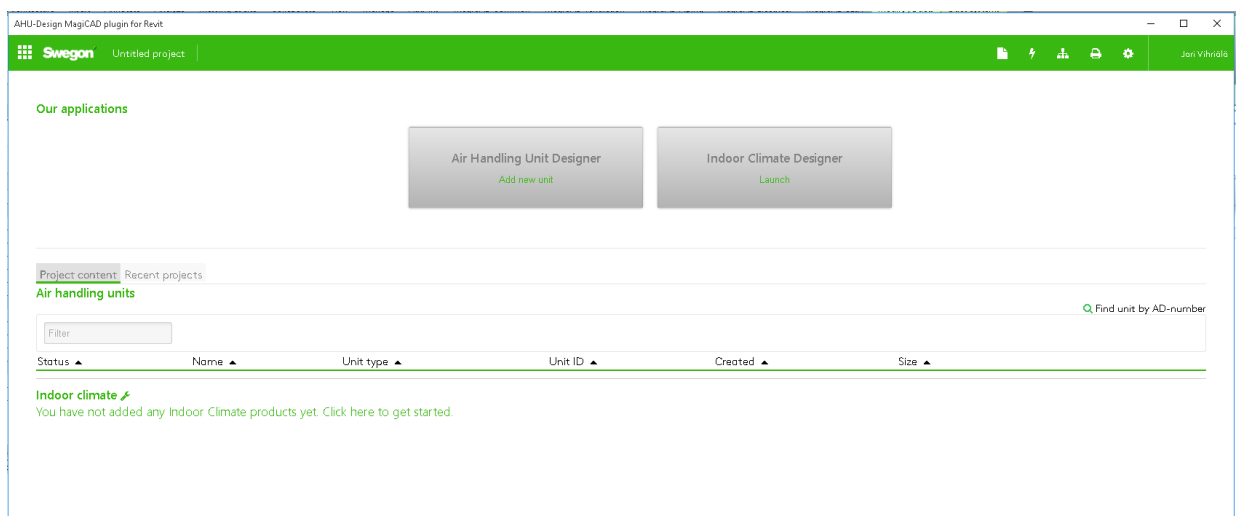 AHU-Design MagiCAD plugin for Revit
Swegon Untitled project Jari Vihriälä
Our applications
Air Handling Unit Designer
Add new unit
Indoor Climate Designer
Launch
Project content Recent projects
Air handling units
Find unit by AD-number
Filter
Status Name Unit type Unit ID Created Size
Indoor climate
You have not added any Indoor Climate products yet. Click here to get started.